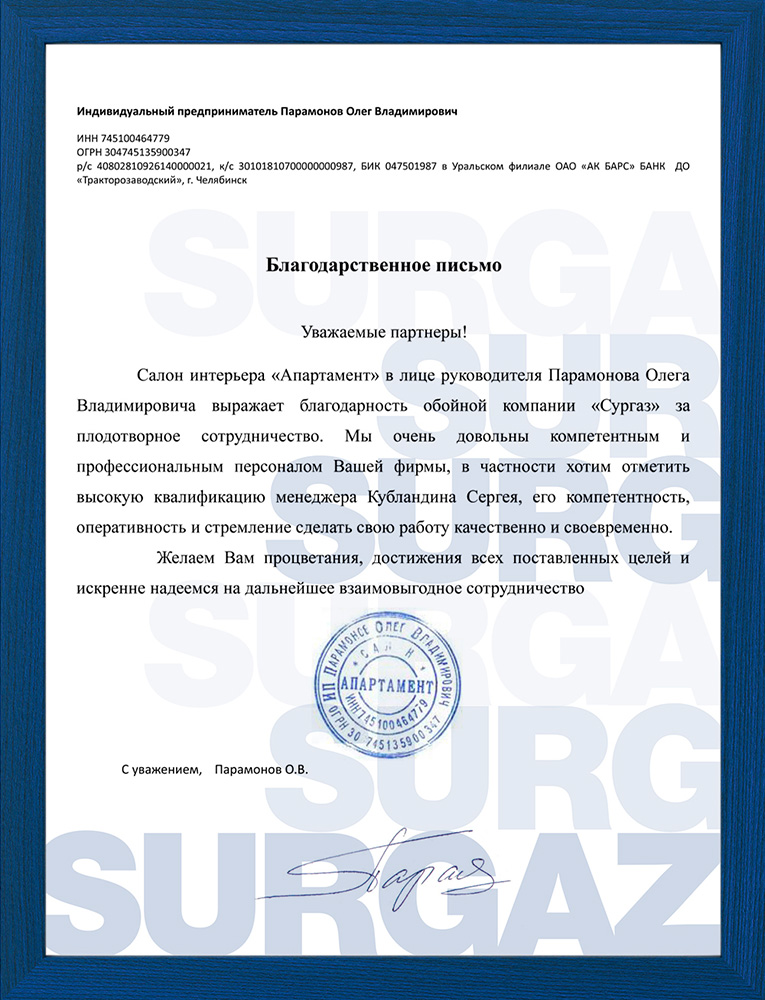 Индивидуальный предприниматель Парамонов Олег Владимирович
ИНН 745100464779
ОГРН 304745135900347
р/с 40802810926140000021, к/с 30101810700000000987, БИК 047501987 в Уральском филиале ОАО «АК БАРС» БАНК ДО
«Тракторозаводский», г. Челябинск
SURGA
Благодарственное письмо
Уважаемые партнеры!
SUR
Салон интерьера «Апартамент» в лице руководителя Парамонова Олега
Владимировича выражает благодарность обойной компании «Сургаз» за
плодотворное сотрудничество. Мы очень довольны компетентным и
профессиональным персоналом Вашей фирмы, в частности хотим отметить
SURG
высокую квалификацию менеджера Кубландина Сергея, его компетентность,
оперативность и стремление сделать свою работу качественно и своевременно.
Желаем Вам процветания, достижения всех поставленных целей и
искренне надеемся на дальнейшее взаимовыгодное сотрудничество
SURGA
ИП Олег Владимирович
АПАРТАМЕНТ
ИНН 745100464779
ОГРН 30 745135900347
SURG
С уважением, Парамонов О.В.
SURGAZ